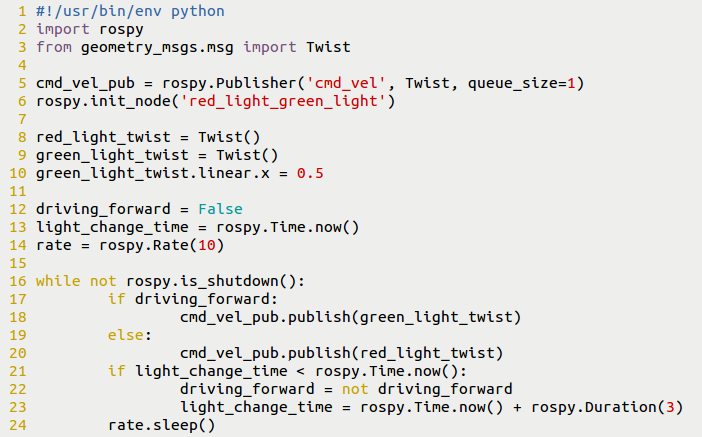 1 #!/usr/bin/env python
2 import rospy
3 from geometry_msgs.msg import Twist
4
5 cmd_vel_pub = rospy.Publisher('cmd_vel', Twist, queue_size=1)
6 rospy.init_node('red_light_green_light')
7
8 red_light_twist = Twist()
9 green_light_twist = Twist()
10 green_light_twist.linear.x = 0.5
11
12 driving_forward = False
13 light_change_time = rospy.Time.now()
14 rate = rospy.Rate(10)
15
16 while not rospy.is_shutdown():
17         if driving_forward:
18                 cmd_vel_pub.publish(green_light_twist)
19         else:
20                 cmd_vel_pub.publish(red_light_twist)
21         if light_change_time < rospy.Time.now():
22                 driving_forward = not driving_forward
23                 light_change_time = rospy.Time.now() + rospy.Duration(3)
24         rate.sleep()